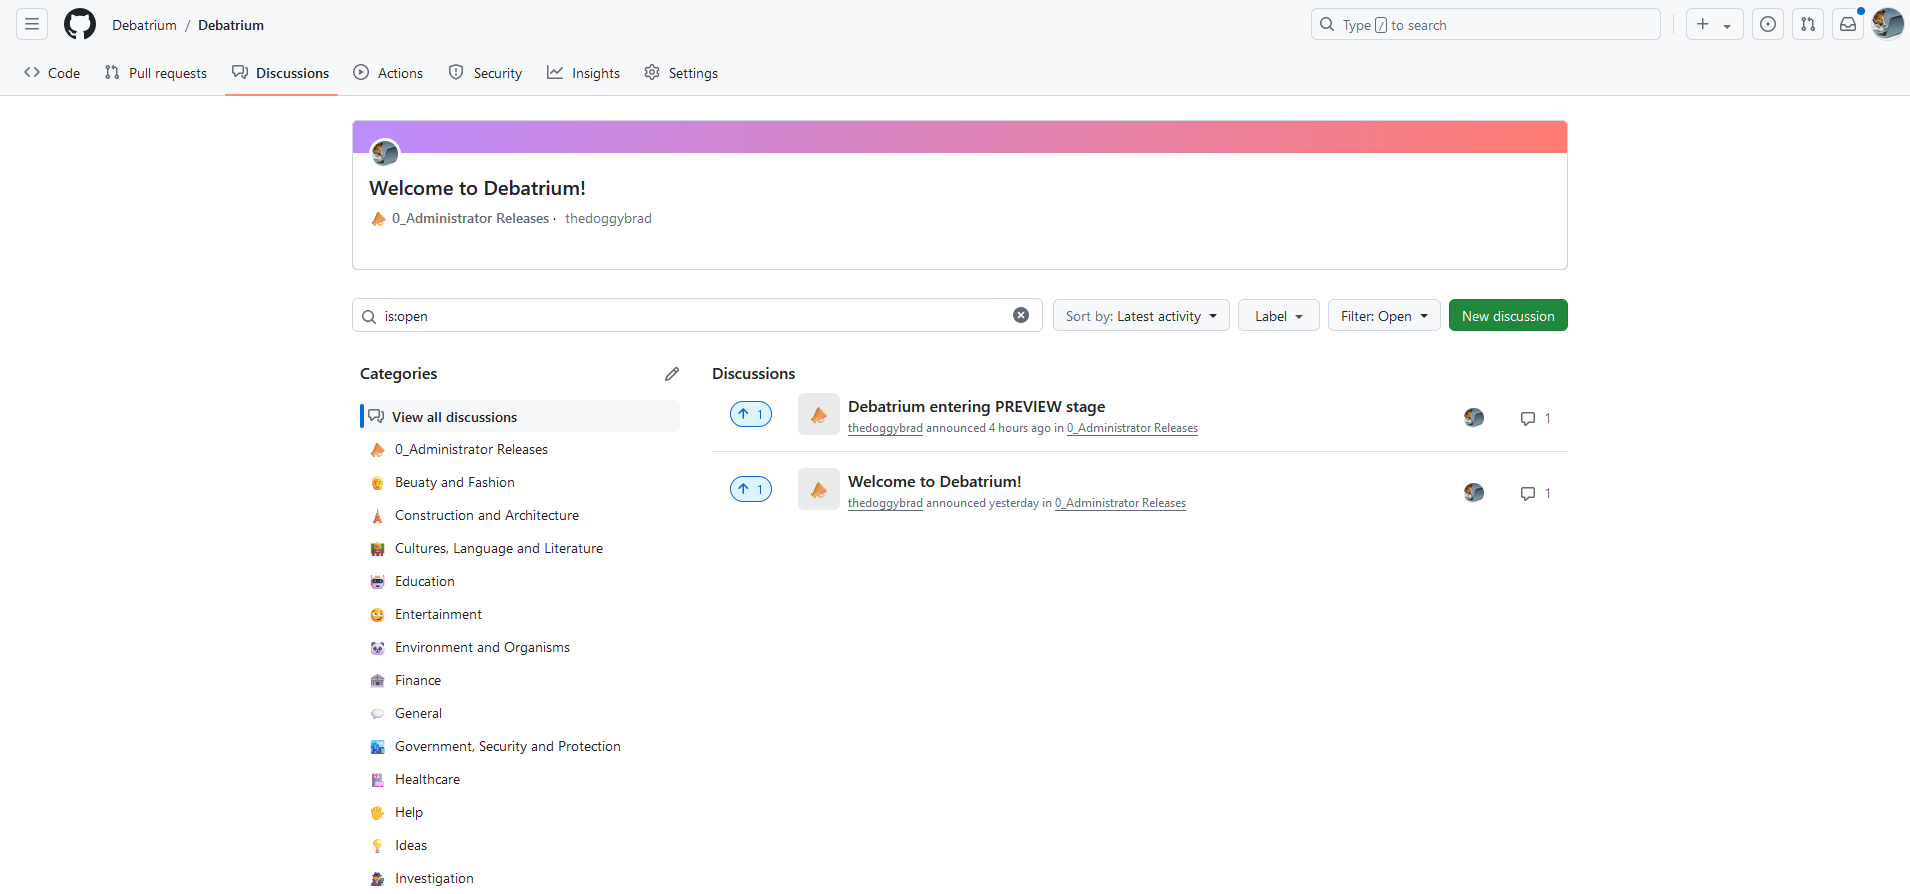 Debatrium / Debatrium
Type / to search
Code Pull requests Discussions Actions Security Insights Settings
Welcome to Debatrium!
0_Administrator Releases · thedoggybrad
is:open
Sort by: Latest activity
Label
Filter: Open
New discussion
Categories
View all discussions
0_Administrator Releases
Beuaty and Fashion
Construction and Architecture
Cultures, Language and Literature
Education
Entertainment
Environment and Organisms
Finance
General
Government, Security and Protection
Healthcare
Help
Ideas
Investigation
Discussions
1
Debatrium entering PREVIEW stage
thedoggybrad announced 4 hours ago in 0_Administrator Releases
1
1
Welcome to Debatrium!
thedoggybrad announced yesterday in 0_Administrator Releases
1